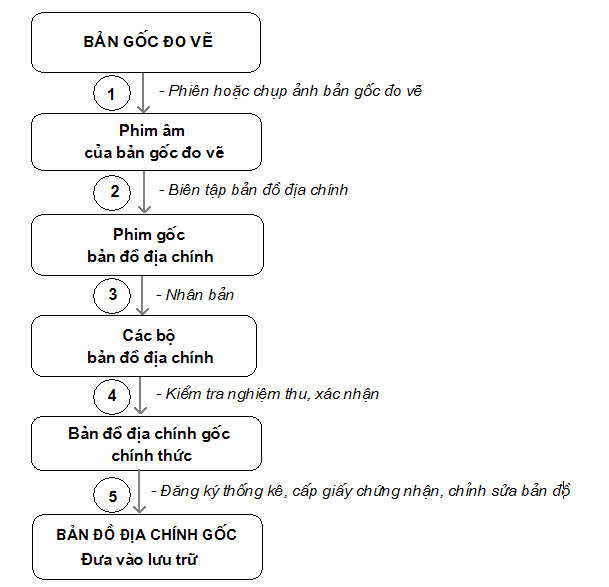 BẢN GỐC ĐO VẼ
1
- Phiên hoặc chụp ảnh bản gốc đo vẽ
Phim âm
của bản gốc đo vẽ
2
- Biên tập bản đồ địa chính
Phim gốc
bản đồ địa chính
3
- Nhân bản
Các bộ
bản đồ địa chính
4
- Kiểm tra nghiệm thu, xác nhận
Bản đồ địa chính gốc
chính thức
5
- Đăng ký thống kê, cấp giấy chứng nhận, chỉnh sửa bản đồ
BẢN ĐỒ ĐỊA CHÍNH GỐC
Đưa vào lưu trữ